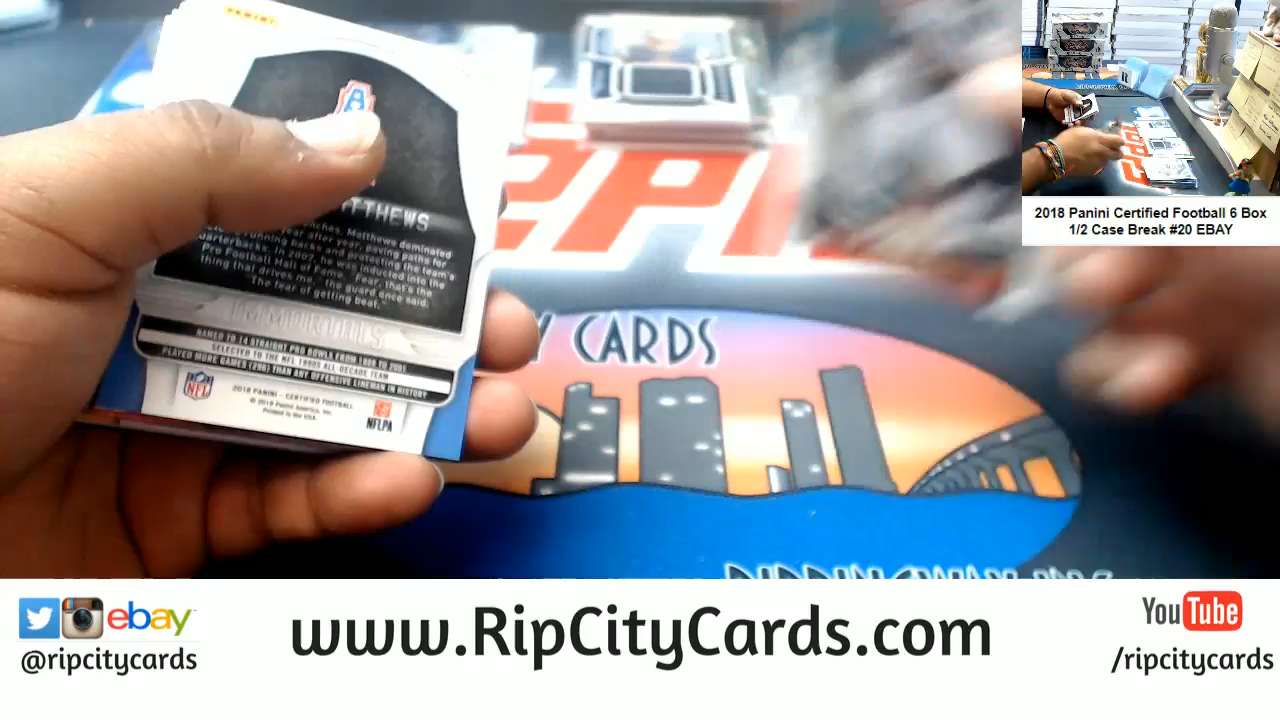 PANINI
A
MATTHEWS
Matthews dominated
year after year, paving paths for
running backs and protecting the team's
quarterbacks. In 2007, he was inducted into the
Pro Football Hall of Fame. "Fear, that's the
thing that drives me," the guard once said.
"The fear of getting beat."
IMMORTALS
NAMED TO 14 STRAIGHT PRO BOWLS FROM 1988 TO 2001
SELECTED TO THE NFL 1990S ALL-DECADE TEAM
PLAYED MORE GAMES (296) THAN ANY OFFENSIVE LINEMAN IN HISTORY
NFL
2018 PANINI - CERTIFIED FOOTBALL
© 2018 Panini America, Inc.
Printed in the USA
NFLPA
Y CARDS
2018 Panini Certified Football 6 Box
1/2 Case Break #20 EBAY
ebay
@ripcitycards
www.RipCityCards.com
YouTube
/ripcitycards